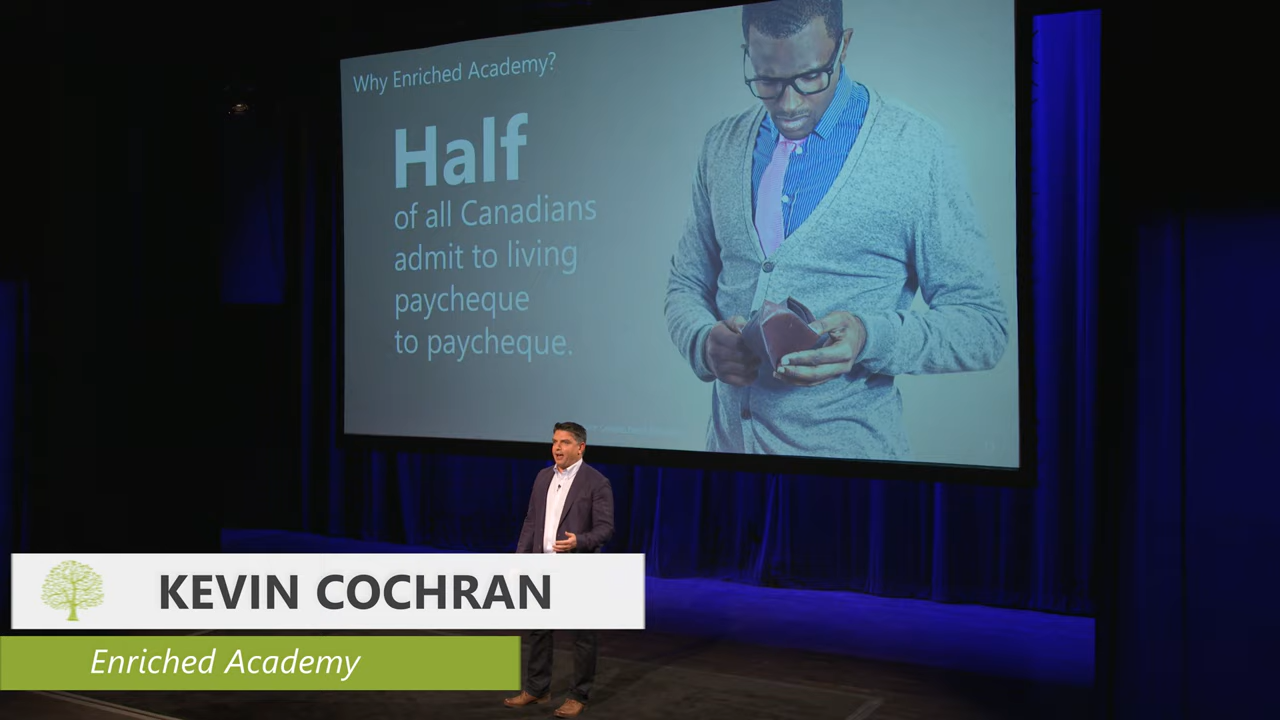 Why Enriched Academy?
Half
of all Canadians
admit to living
paycheque
to paycheque.
KEVIN COCHRAN
Enriched Academy